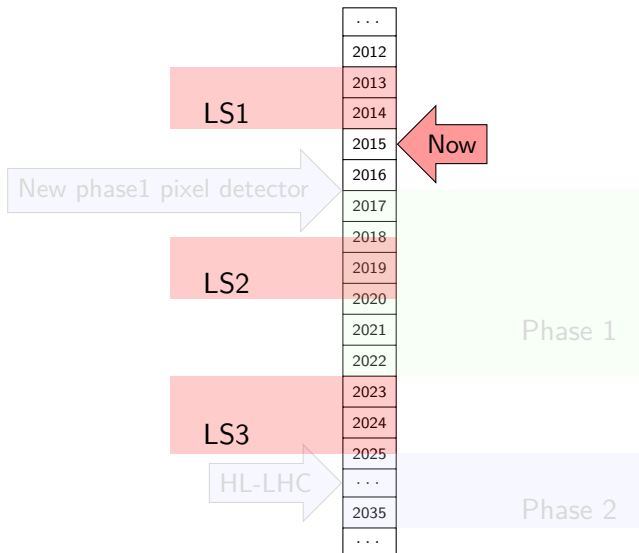 · · ·
2012
2013
LS1
2014
2015
Now
2016
New phase1 pixel detector
2017
2018
2019
LS2
2020
2021
Phase 1
2022
2023
2024
LS3
2025
HL-LHC
· · ·
2035
Phase 2
· · ·